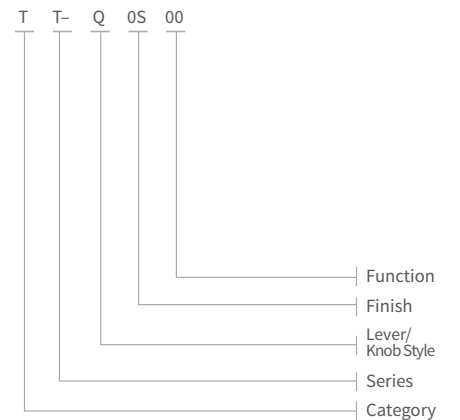 T T– Q 0S 00
Function
Finish
Lever/
Knob Style
Series
Category